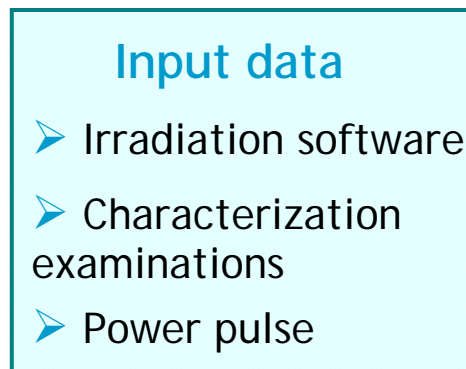 Input data
➢ Irradiation software
➢ Characterization
examinations
➢ Power pulse